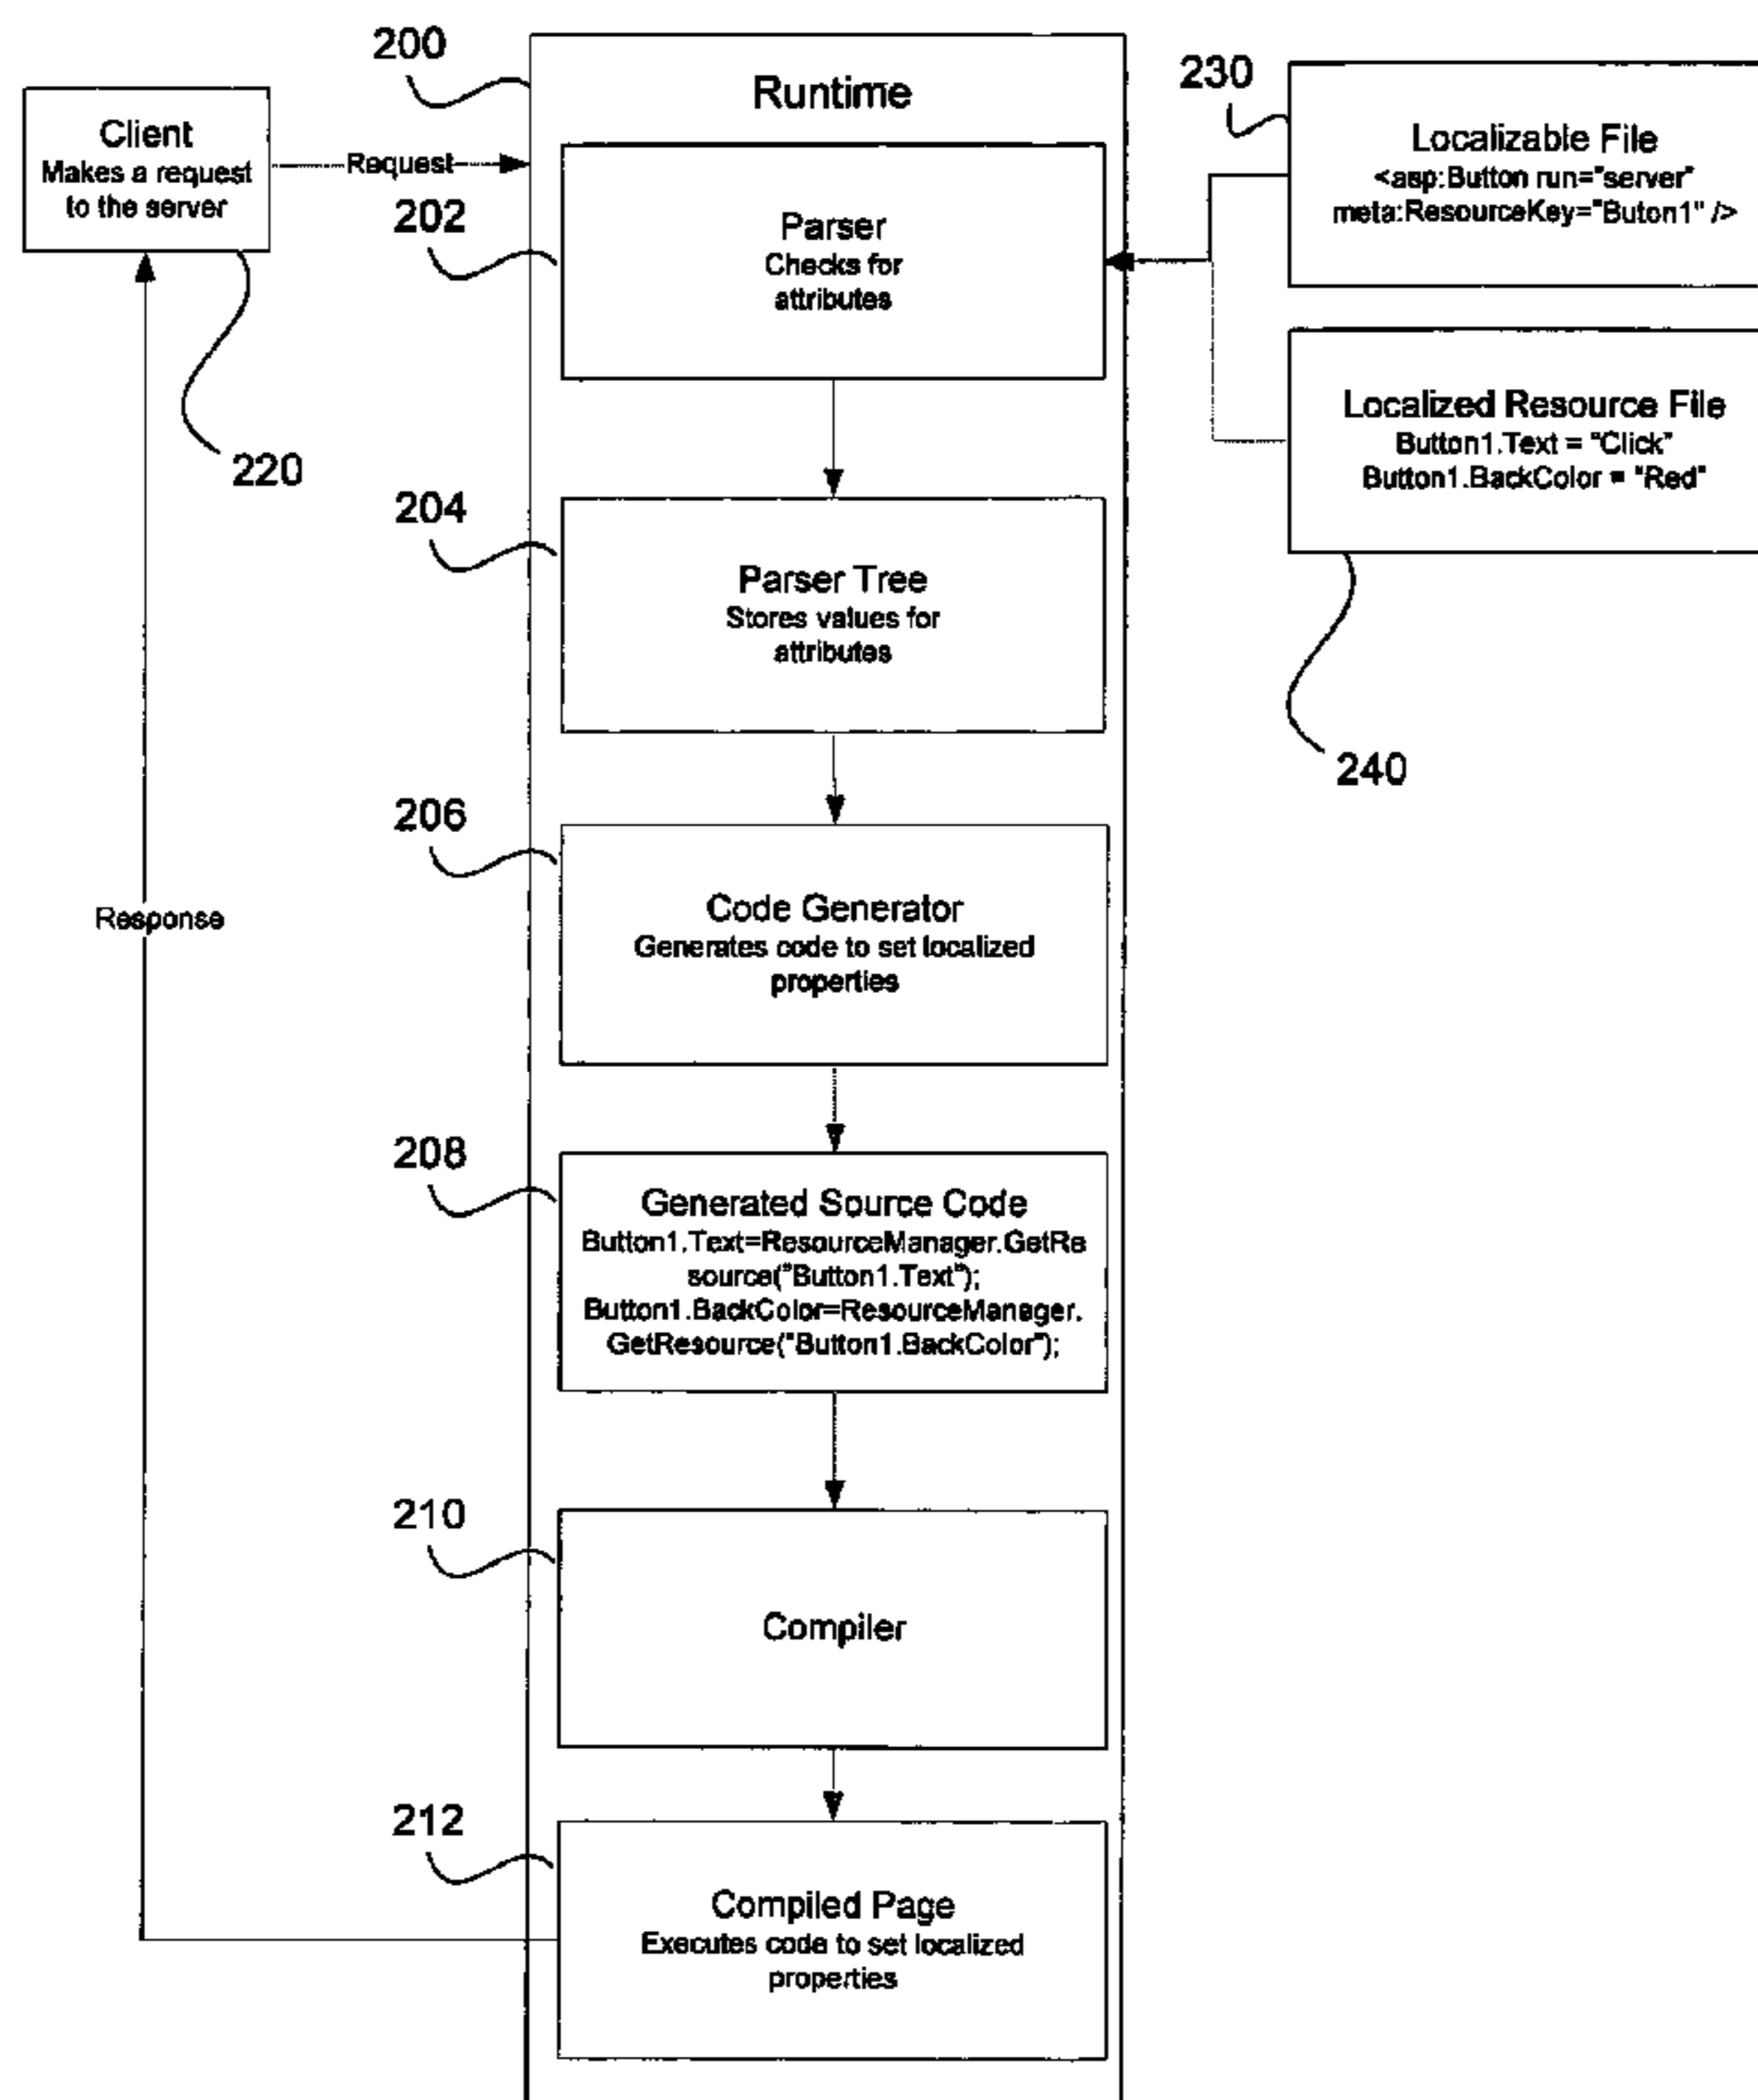 200
Runtime
230
Client
Makes a request
to the server
Request
Localizable File
<asp:Button run="server"
meta:ResourceKey="Buton1" />
202
Parser
Checks for
attributes
220
Localized Resource File
Button1.Text = "Click"
Button1.BackColor = "Red"
240
204
Parser Tree
Stores values for
attributes
206
Code Generator
Generates code to set localized
properties
Response
208
Generated Source Code
Button1.Text=ResourceManager.GetRe
source("Button1.Text");
Button1.BackColor=ResourceManager.
GetResource("Button1.BackColor");
210
Compiler
212
Compiled Page
Executes code to set localized
properties